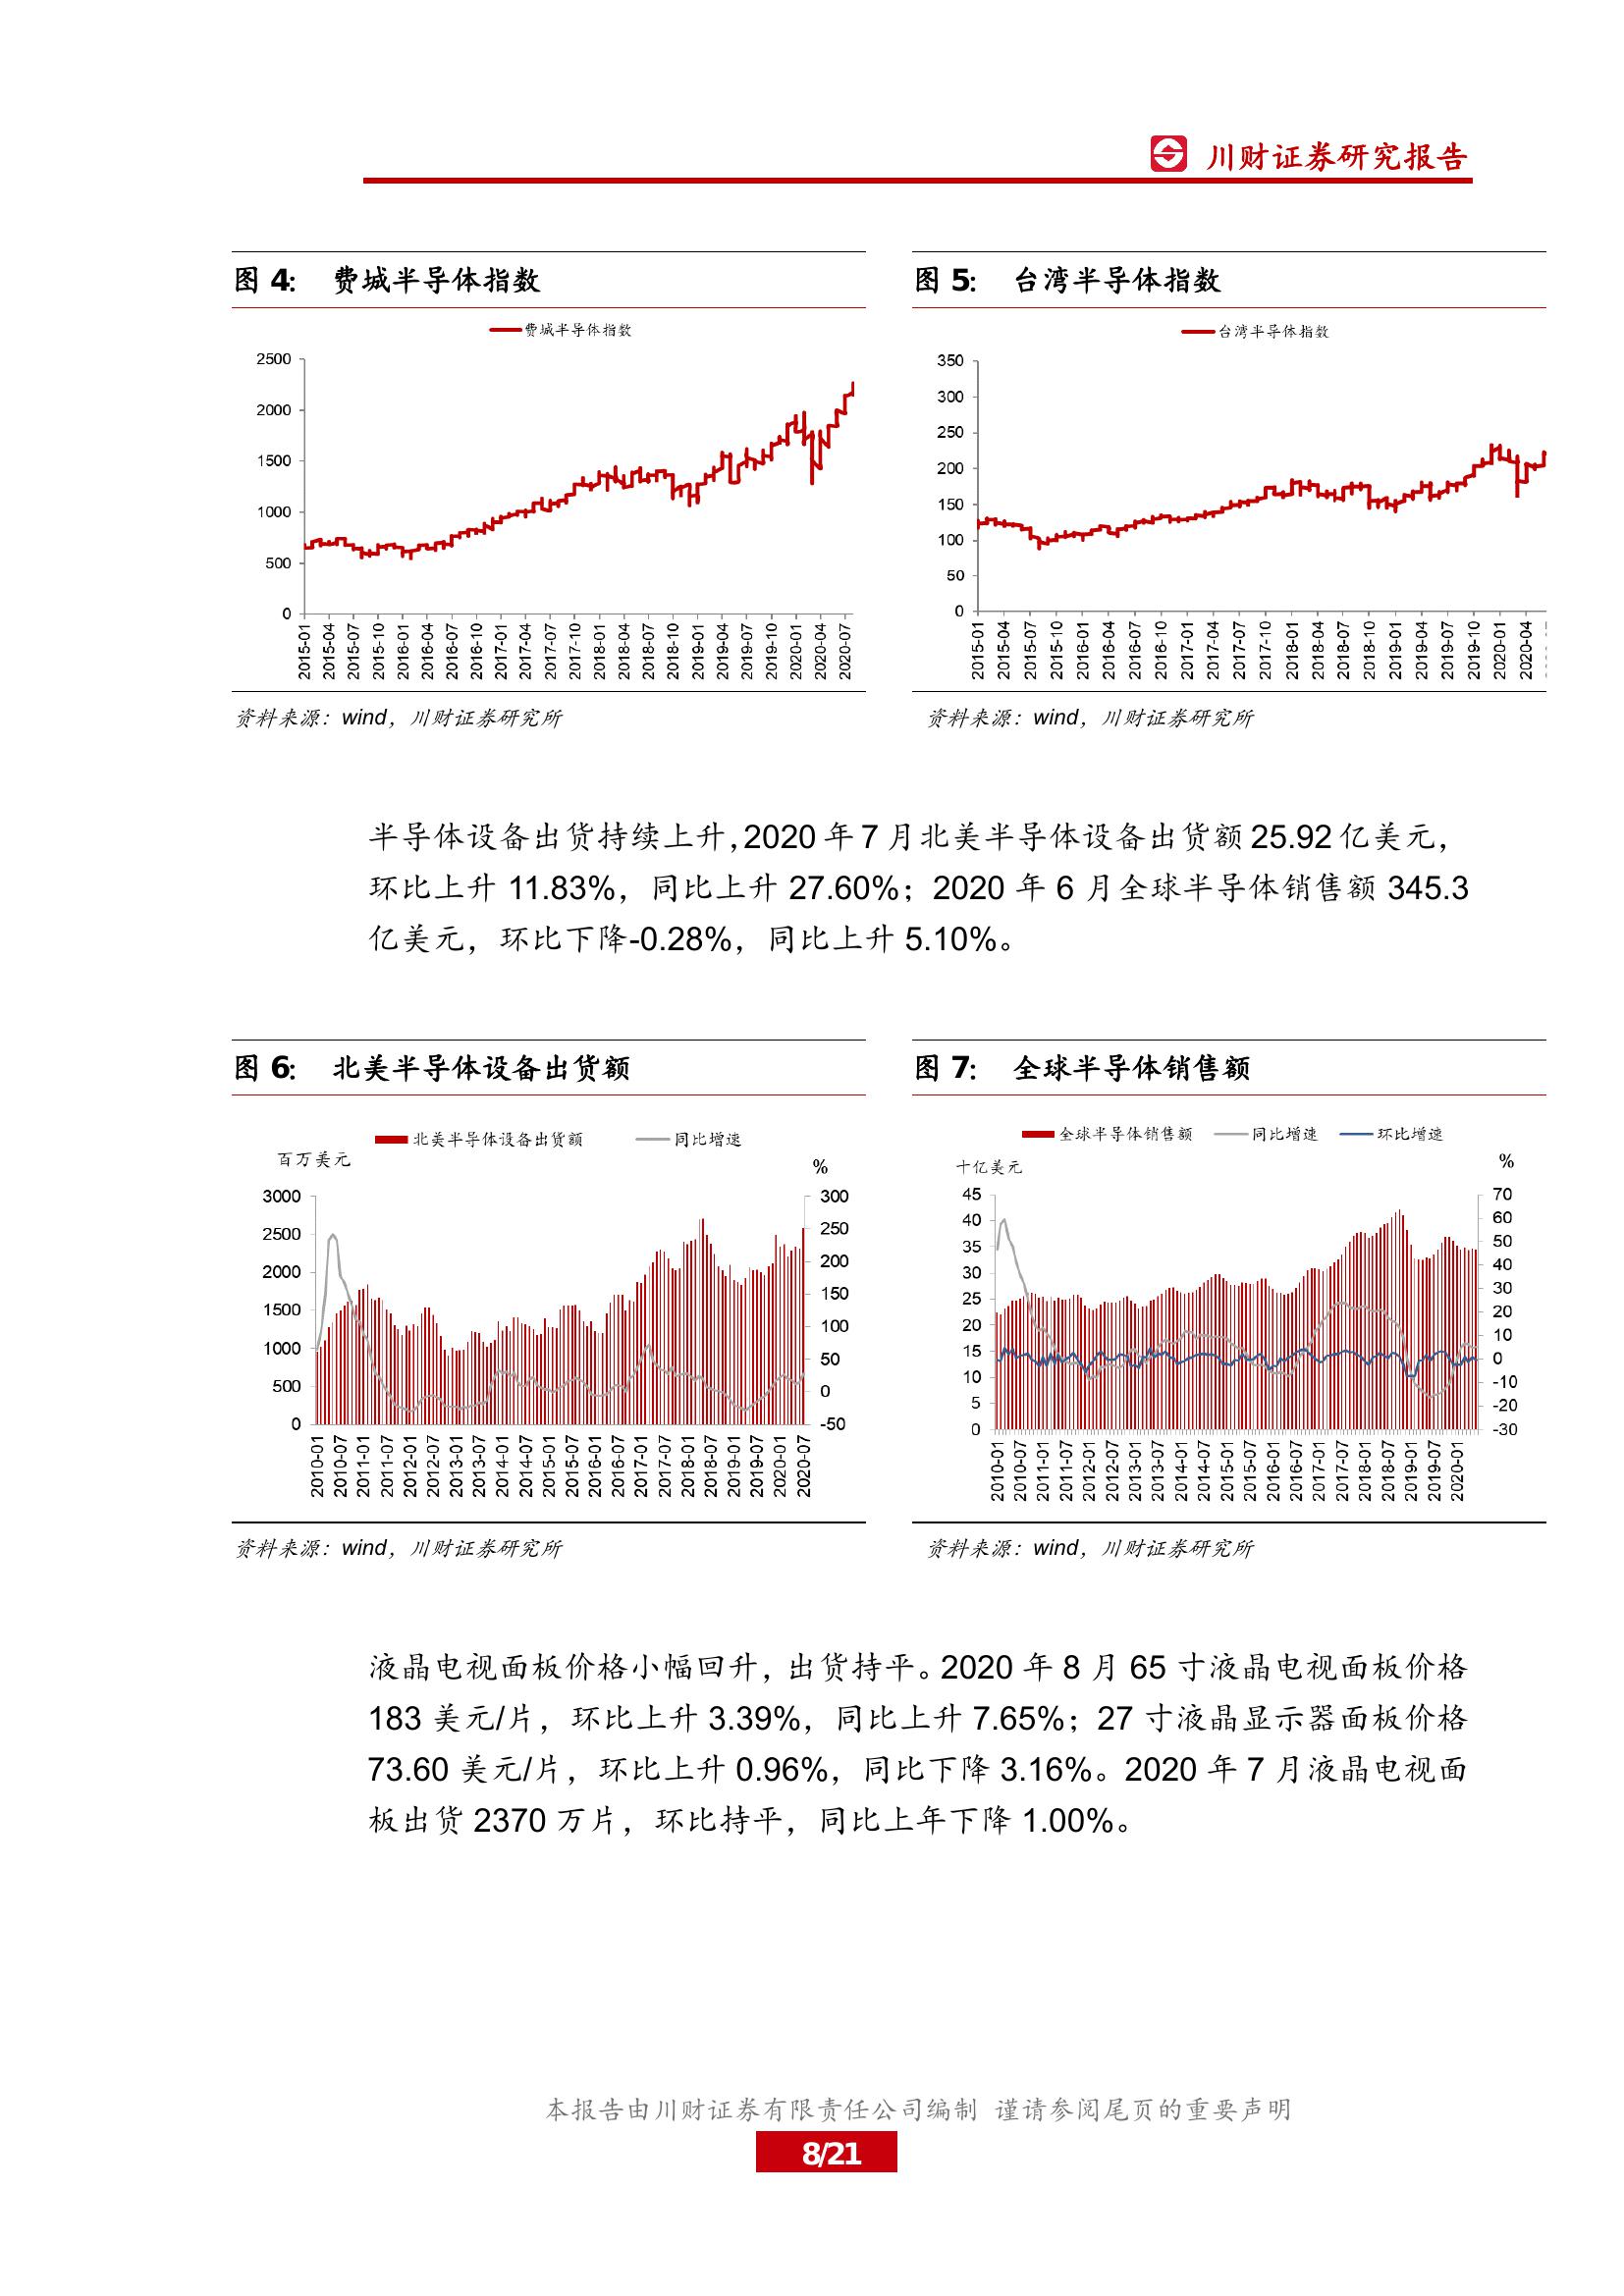 川财证券研究报告
图 4： 费城半导体指数
费城半导体指数
2500
2000
1500
1000
500
0
2015-01 2015-04 2015-07 2015-10 2016-01 2016-04 2016-07 2016-10 2017-01 2017-04 2017-07 2017-10 2018-01 2018-04 2018-07 2018-10 2019-01 2019-04 2019-07 2019-10 2020-01 2020-04 2020-07
资料来源：wind，川财证券研究所
图 5： 台湾半导体指数
台湾半导体指数
350
300
250
200
150
100
50
0
2015-01 2015-04 2015-07 2015-10 2016-01 2016-04 2016-07 2016-10 2017-01 2017-04 2017-07 2017-10 2018-01 2018-04 2018-07 2018-10 2019-01 2019-04 2019-07 2019-10 2020-01 2020-04
资料来源：wind，川财证券研究所
半导体设备出货持续上升，2020 年 7 月北美半导体设备出货额 25.92 亿美元，
环比上升 11.83%，同比上升 27.60%；2020 年 6 月全球半导体销售额 345.3
亿美元，环比下降-0.28%，同比上升 5.10%。
图 6： 北美半导体设备出货额
北美半导体设备出货额 同比增速
百万美元 %
3000 300
2500 250
2000 200
1500 150
1000 100
500 50
0 0
-50
2010-01 2010-07 2011-01 2011-07 2012-01 2012-07 2013-01 2013-07 2014-01 2014-07 2015-01 2015-07 2016-01 2016-07 2017-01 2017-07 2018-01 2018-07 2019-01 2019-07 2020-01 2020-07
资料来源：wind，川财证券研究所
图 7： 全球半导体销售额
全球半导体销售额 同比增速 环比增速
十亿美元 %
45 70
40 60
35 50
30 40
25 30
20 20
15 10
10 0
5 -10
0 -20
-30
2010-01 2010-07 2011-01 2011-07 2012-01 2012-07 2013-01 2013-07 2014-01 2014-07 2015-01 2015-07 2016-01 2016-07 2017-01 2017-07 2018-01 2018-07 2019-01 2019-07 2020-01
资料来源：wind，川财证券研究所
液晶电视面板价格小幅回升，出货持平。2020 年 8 月 65 寸液晶电视面板价格
183 美元/片，环比上升 3.39%，同比上升 7.65%；27 寸液晶显示器面板价格
73.60 美元/片，环比上升 0.96%，同比下降 3.16%。2020 年 7 月液晶电视面
板出货 2370 万片，环比持平，同比上年下降 1.00%。
本报告由川财证券有限责任公司编制 谨请参阅尾页的重要声明
8/21